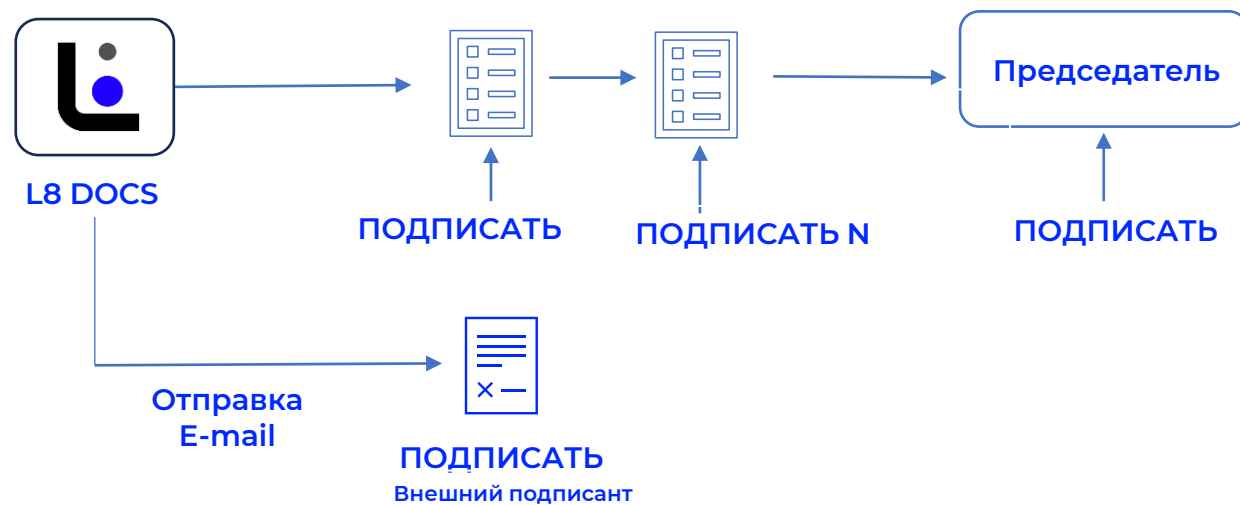 Председатель
L8 DOCS
ПОДПИСАТЬ
ПОДПИСАТЬ N
ПОДПИСАТЬ
Отправка
E-mail
ПОДПИСАТЬ
Внешний подписант